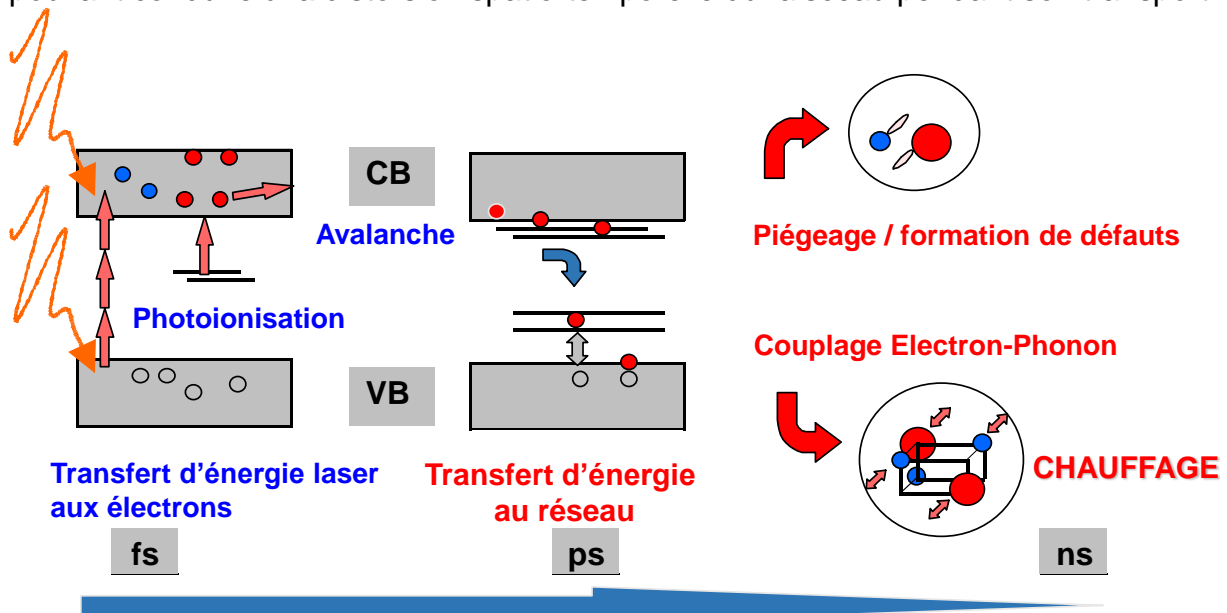 CB
Avalanche
Piégeage / formation de défauts
Photoionisation
Couplage Electron-Phonon
VB
Transfert d’énergie laser
aux électrons
Transfert d’énergie
au réseau
CHAUFFAGE
fs
ps
ns